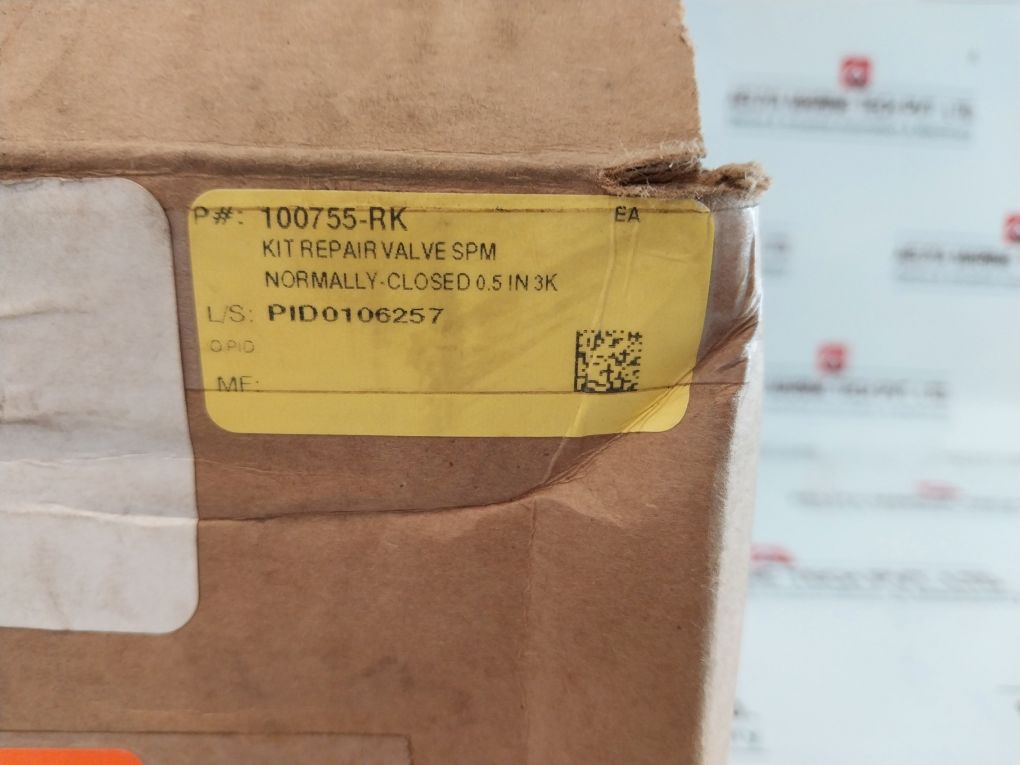 P#: 100755-RK EA
KIT REPAIR VALVE SPM
NORMALLY-CLOSED 0.5 IN 3K
L/S: PID0106257
O.PID
MF: